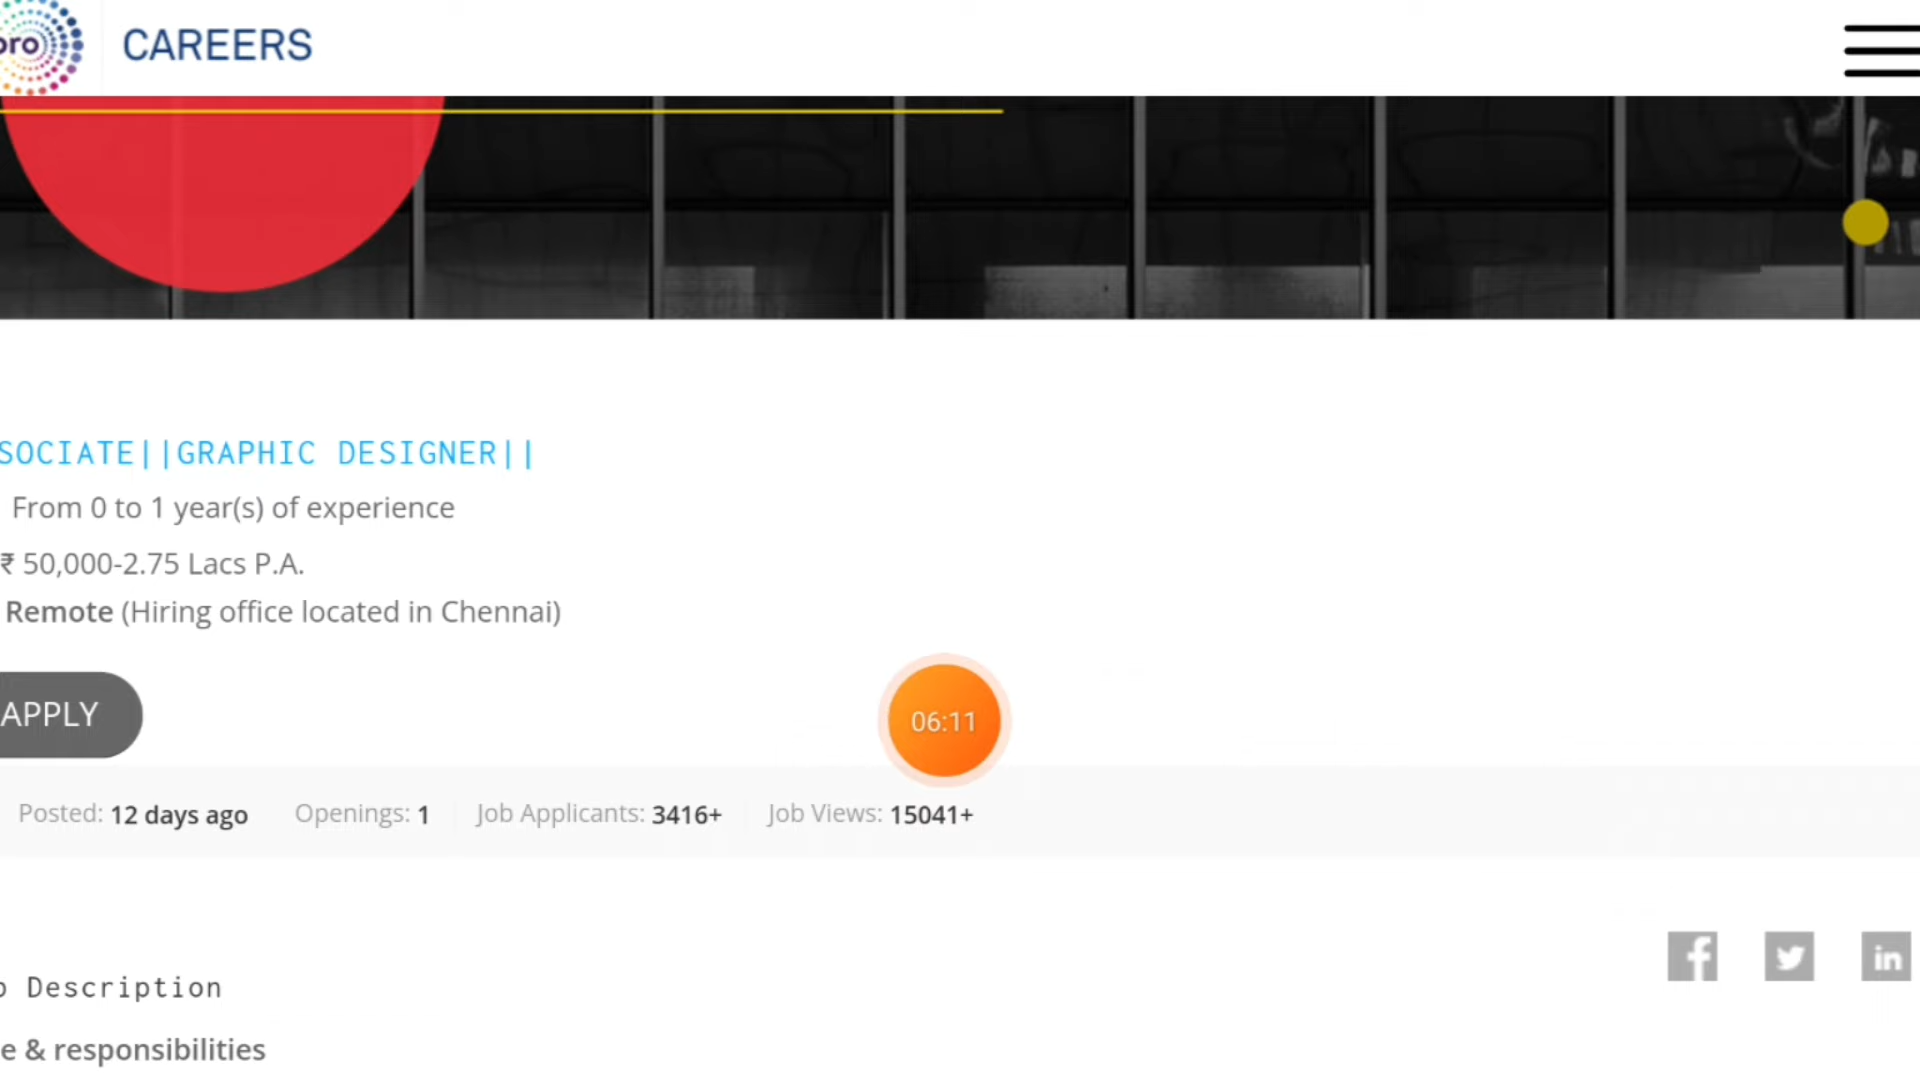 pro
CAREERS
SOCIATE||GRAPHIC DESIGNER||
From 0 to 1 year(s) of experience
₹ 50,000-2.75 Lacs P.A.
Remote (Hiring office located in Chennai)
APPLY
06:11
Posted: 12 days ago Openings: 1 Job Applicants: 3416+ Job Views: 15041+
Description
e & responsibilities